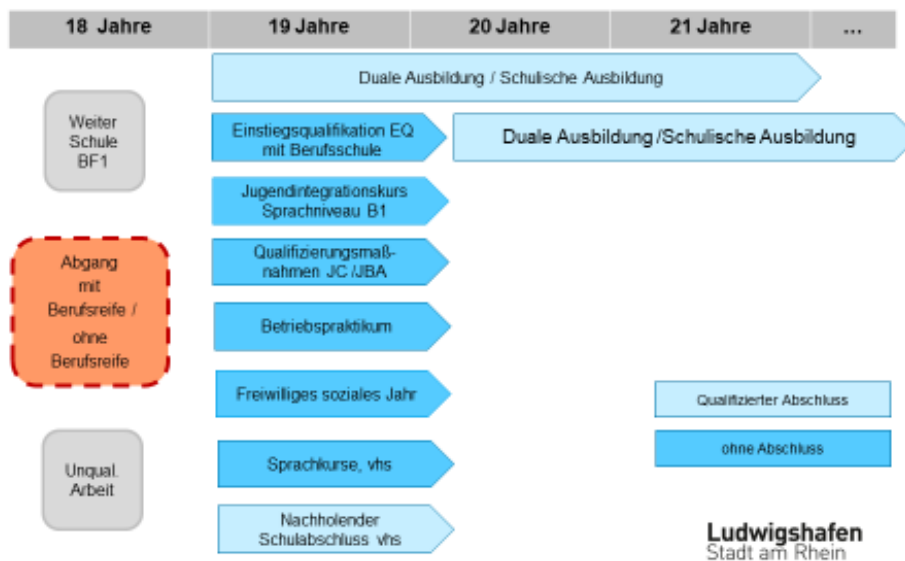 18 Jahre
19 Jahre
20 Jahre
21 Jahre
...
Duale Ausbildung / Schulische Ausbildung
Weiter
Schule
BF1
Einstiegsqualifikation EQ
mit Berufsschule
Duale Ausbildung /Schulische Ausbildung
Jugendintegrationskurs
Sprachniveau B1
Abgang
mit
Berufsreife /
ohne
Berufsreife
Qualifizierungsmaß-
nahmen JC /JBA
Betriebspraktikum
Freiwilliges soziales Jahr
Qualifizierter Abschluss
ohne Abschluss
Unqual.
Arbeit
Sprachkurse, vhs
Nachholender
Schulabschluss vhs
Ludwigshafen
Stadt am Rhein